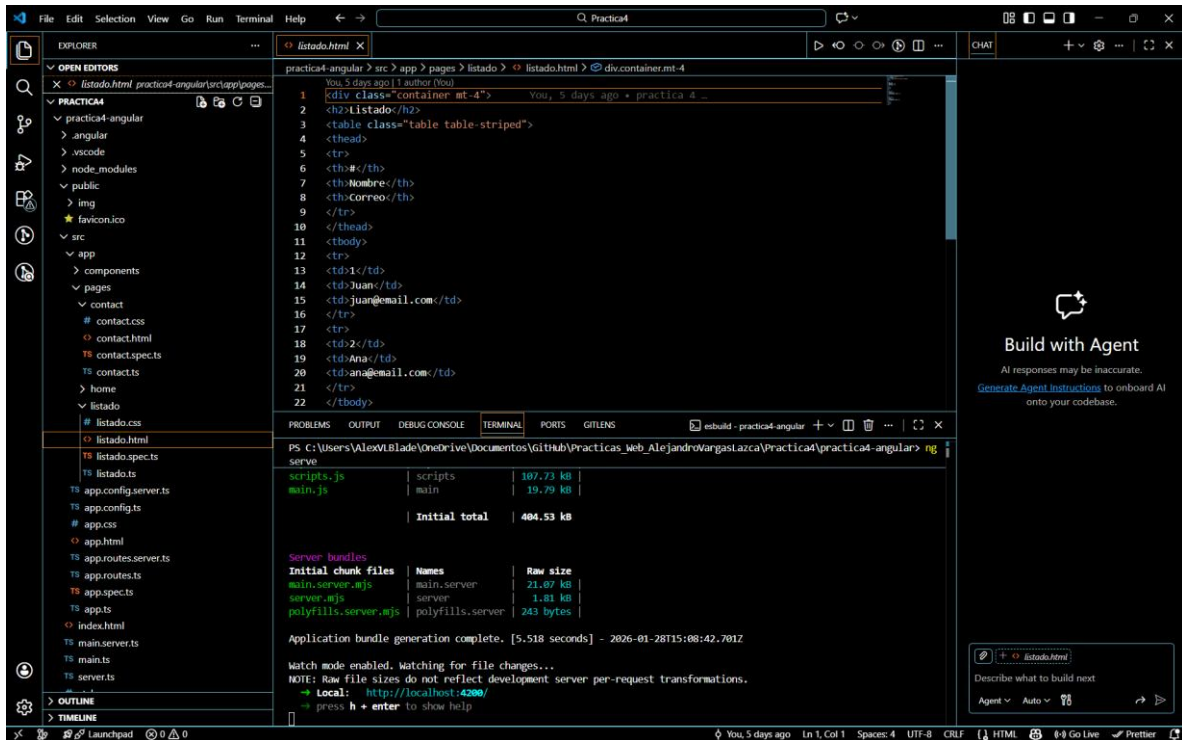 File Edit Selection View Go Run Terminal Help
Practica4
EXPLORER
OPEN EDITORS
listado.html practica4-angular\src\app\pages...
PRACTICA4
practica4-angular
.angular
.vscode
node_modules
public
img
favicon.ico
src
app
components
pages
contact
# contact.css
contact.html
TS contact.spec.ts
TS contact.ts
home
listado
# listado.css
listado.html
TS listado.spec.ts
TS listado.ts
TS app.config.server.ts
TS app.config.ts
# app.css
app.html
TS app.routes.server.ts
TS app.routes.ts
TS app.spec.ts
TS app.ts
index.html
TS main.server.ts
TS main.ts
TS server.ts
OUTLINE
TIMELINE
listado.html
practica4-angular > src > app > pages > listado > listado.html > div.container.mt-4
You, 5 days ago | 1 author (You)
1 <div class="container mt-4"> You, 5 days ago • practica 4 …
2 <h2>Listado</h2>
3 <table class="table table-striped">
4 <thead>
5 <tr>
6 <th>#</th>
7 <th>Nombre</th>
8 <th>Correo</th>
9 </tr>
10 </thead>
11 <tbody>
12 <tr>
13 <td>1</td>
14 <td>Juan</td>
15 <td>juan@email.com</td>
16 </tr>
17 <tr>
18 <td>2</td>
19 <td>Ana</td>
20 <td>ana@email.com</td>
21 </tr>
22 </tbody>
PROBLEMS OUTPUT DEBUG CONSOLE TERMINAL PORTS GITLENS esbuild - practica4-angular
PS C:\Users\AlexVLBlade\OneDrive\Documentos\GitHub\Practicas_Web_AlejandroVargasLazca\Practica4\practica4-angular> ng
serve
scripts.js | scripts | 107.73 kB |
main.js | main | 19.79 kB |
| Initial total | 404.53 kB
Server bundles
Initial chunk files | Names | Raw size
main.server.mjs | main.server | 21.07 kB |
server.mjs | server | 1.81 kB |
polyfills.server.mjs | polyfills.server | 243 bytes |
Application bundle generation complete. [5.518 seconds] - 2026-01-28T15:08:42.701Z
Watch mode enabled. Watching for file changes...
NOTE: Raw file sizes do not reflect development server per-request transformations.
→ Local: http://localhost:4200/
→ press h + enter to show help
CHAT
Build with Agent
AI responses may be inaccurate.
Generate Agent Instructions to onboard AI
onto your codebase.
+ listado.html
Describe what to build next
Agent Auto
Launchpad 0 0 You, 5 days ago Ln 1, Col 1 Spaces: 4 UTF-8 CRLF {} HTML Go Live Prettier